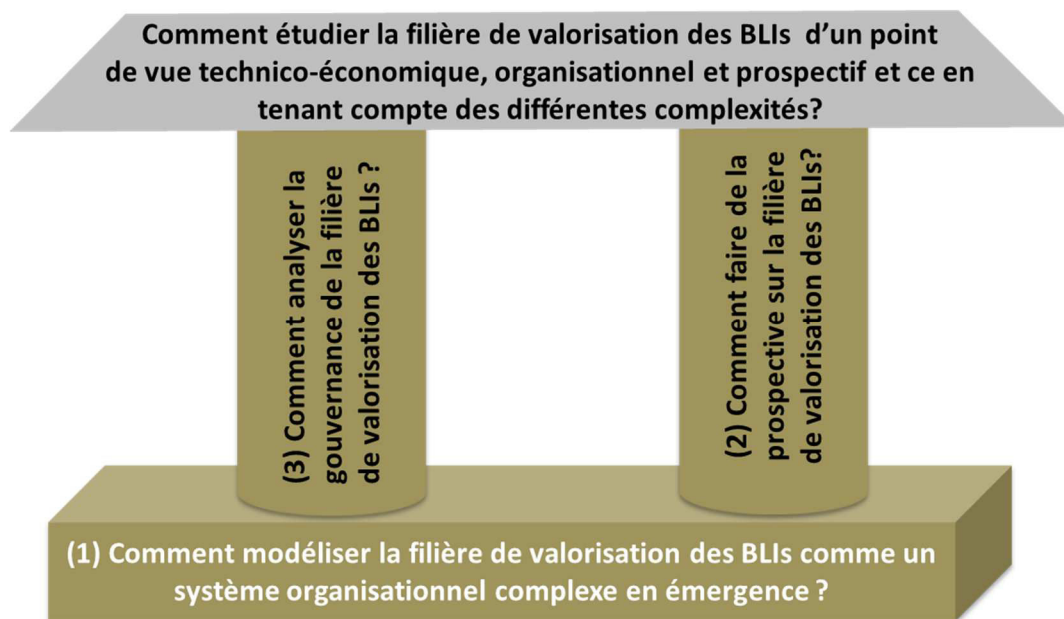 Comment étudier la filière de valorisation des BLIs d’un point
de vue technico-économique, organisationnel et prospectif et ce en
tenant compte des différentes complexités?
(3) Comment analyser la
gouvernance de la filière
de valorisation des BLIs ?
(2) Comment faire de la
prospective sur la filière
de valorisation des BLIs?
(1) Comment modéliser la filière de valorisation des BLIs comme un
système organisationnel complexe en émergence ?